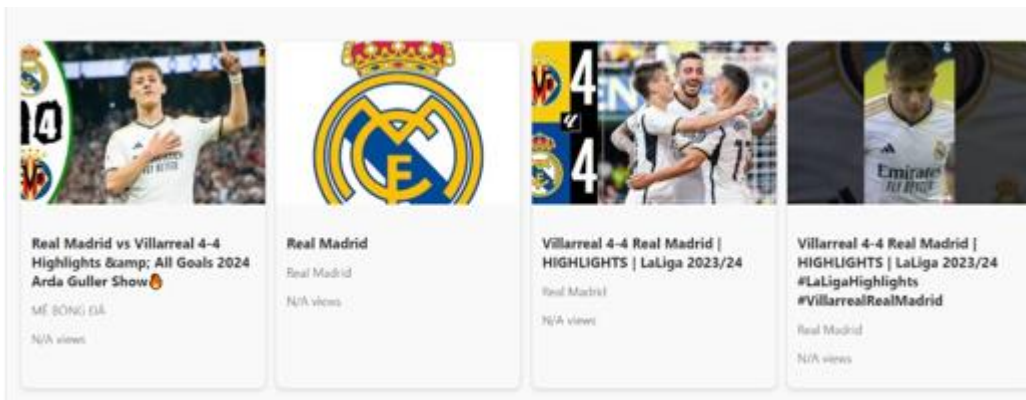 4
4
4
Emirates
FLY BETTER
Real Madrid vs Villarreal 4-4
Highlights &amp; All Goals 2024
Arda Guller Show🔥
MÊ BÓNG ĐÁ
N/A views
Real Madrid
Real Madrid
N/A views
Villarreal 4-4 Real Madrid |
HIGHLIGHTS | LaLiga 2023/24
Real Madrid
N/A views
Villarreal 4-4 Real Madrid |
HIGHLIGHTS | LaLiga 2023/24
#LaLigaHighlights
#VillarrealRealMadrid
Real Madrid
N/A views